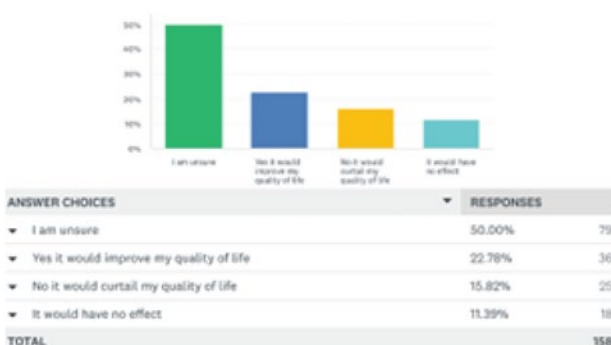 50%
40%
30%
20%
10%
0%
I am unsure
Yes it would
improve my
quality of life
No it would
curtail my
quality of life
It would have
no effect
ANSWER CHOICES RESPONSES
I am unsure 50.00% 79
Yes it would improve my quality of life 22.78% 36
No it would curtail my quality of life 15.82% 25
It would have no effect 11.39% 18
TOTAL 158